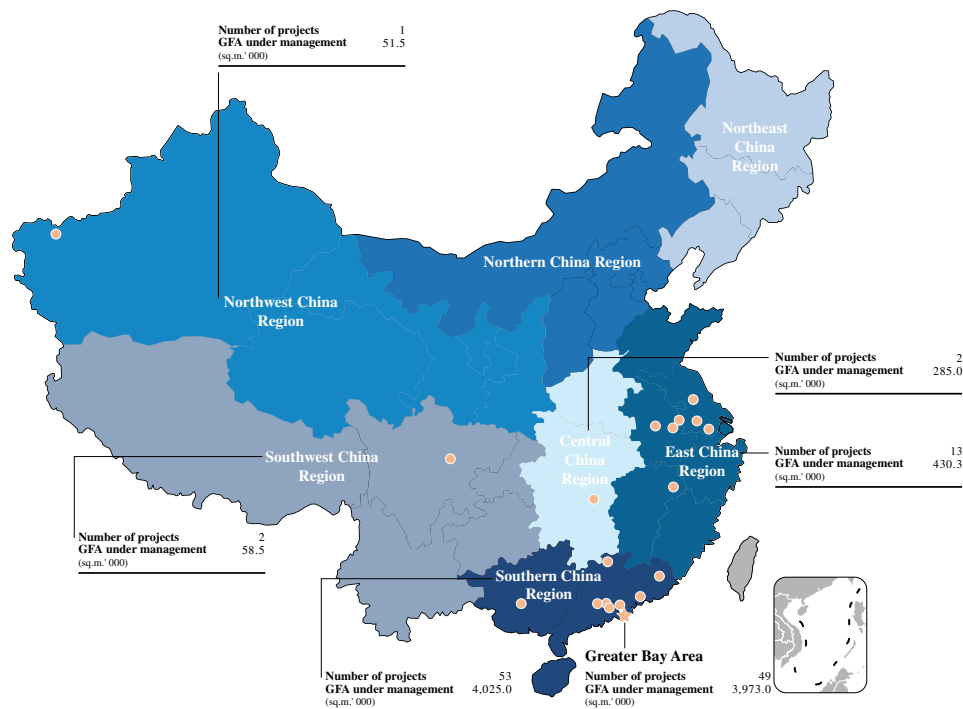 Number of projects 1
GFA under management 51.5
(sq.m.' 000)
Northeast
China
Region
Northern China Region
Northwest China
Region
Number of projects 2
GFA under management 285.0
(sq.m.' 000)
Central
China
Region
East China
Region
Number of projects 13
GFA under management 430.3
(sq.m.' 000)
Southwest China
Region
Number of projects 2
GFA under management 58.5
(sq.m.' 000)
Southern China
Region
Greater Bay Area
Number of projects 53
GFA under management 4,025.0
(sq.m.' 000)
Number of projects 49
GFA under management 3,973.0
(sq.m.' 000)